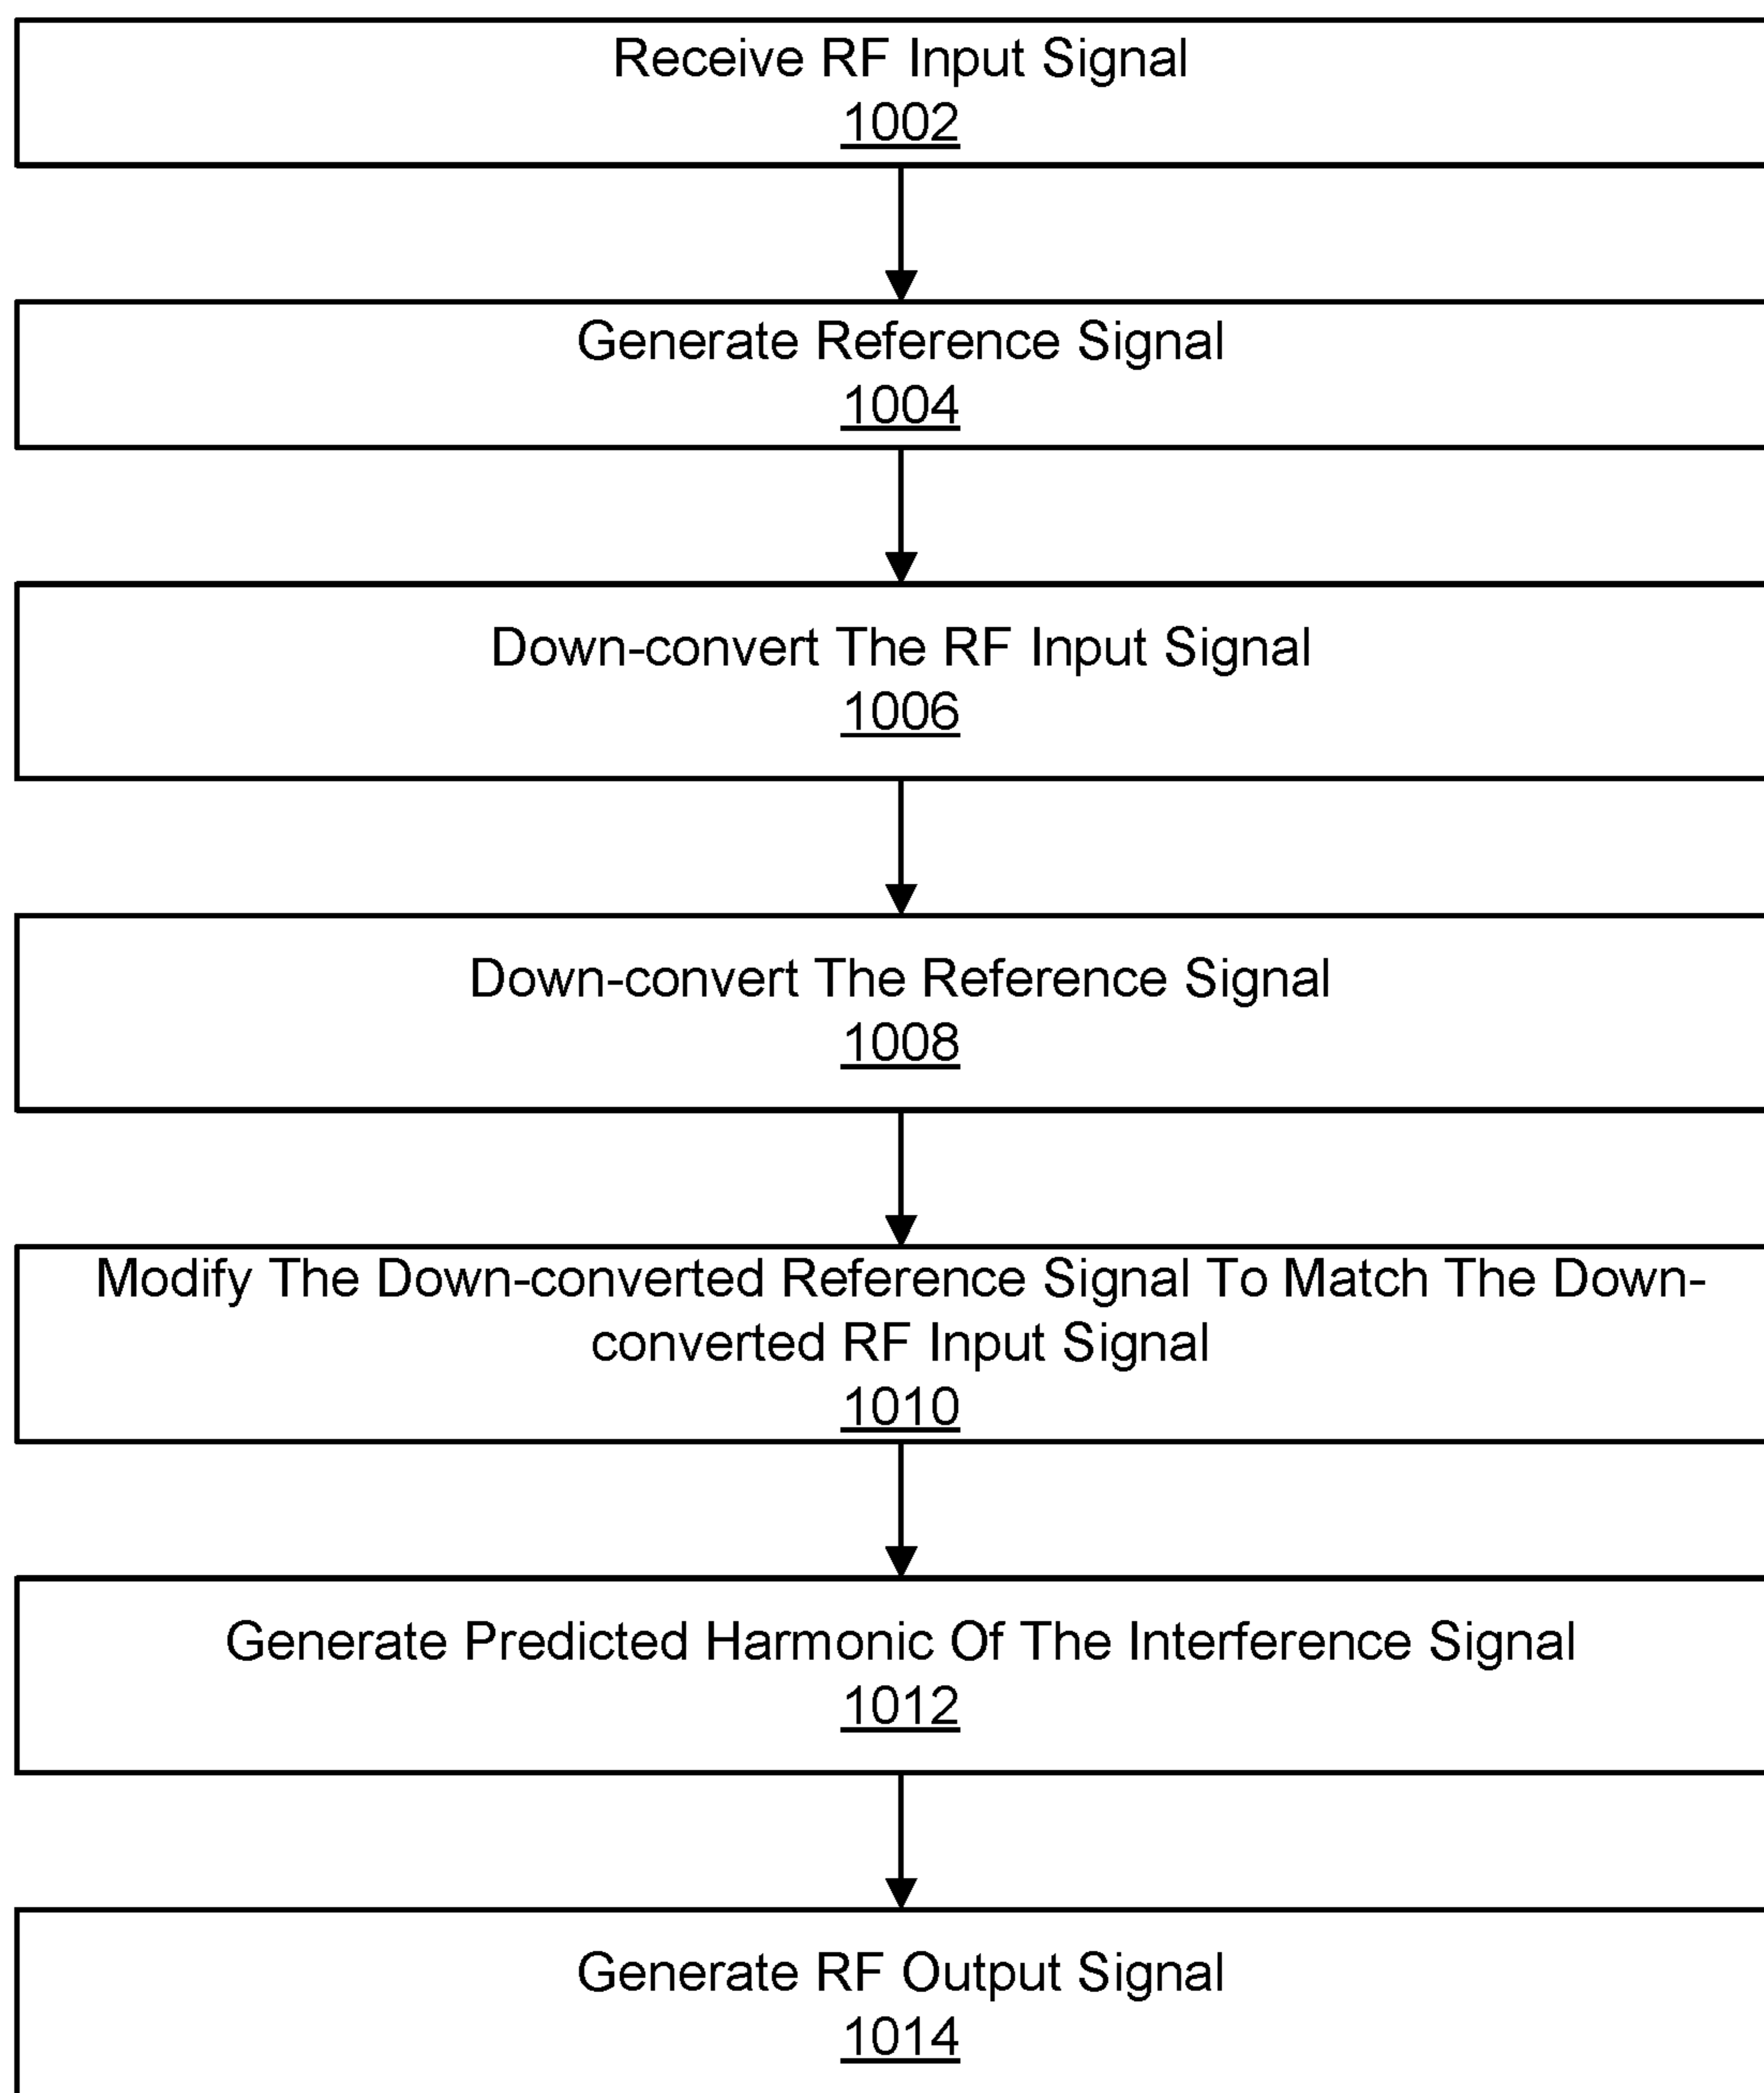 Receive RF Input Signal
1002
Generate Reference Signal
1004
Down-convert The RF Input Signal
1006
Down-convert The Reference Signal
1008
Modify The Down-converted Reference Signal To Match The Down-
converted RF Input Signal
1010
Generate Predicted Harmonic Of The Interference Signal
1012
Generate RF Output Signal
1014